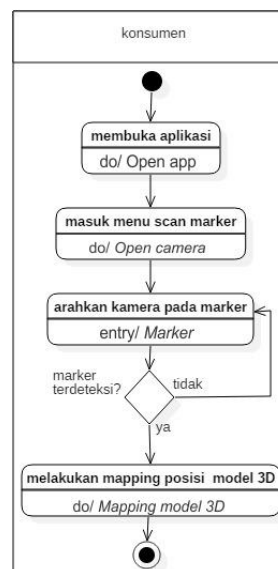 konsumen
membuka aplikasi
do/ Open app
masuk menu scan marker
do/ Open camera
arahkan kamera pada marker
entry/ Marker
marker
terdeteksi?
tidak
ya
melakukan mapping posisi model 3D
do/ Mapping model 3D